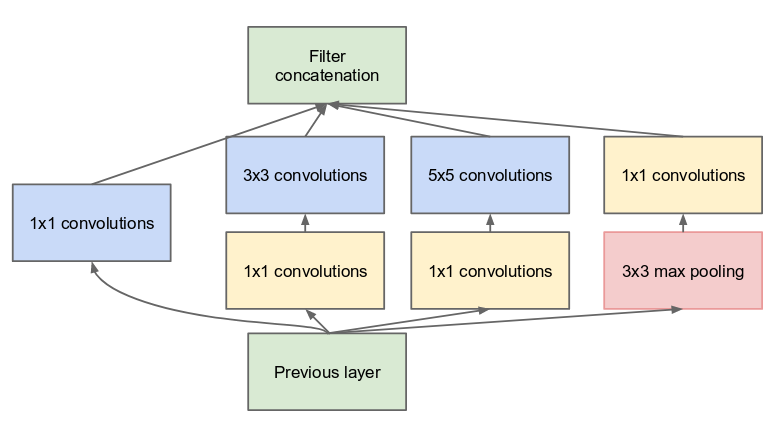 Filter
concatenation
3x3 convolutions
5x5 convolutions
1x1 convolutions
1x1 convolutions
1x1 convolutions
1x1 convolutions
3x3 max pooling
Previous layer